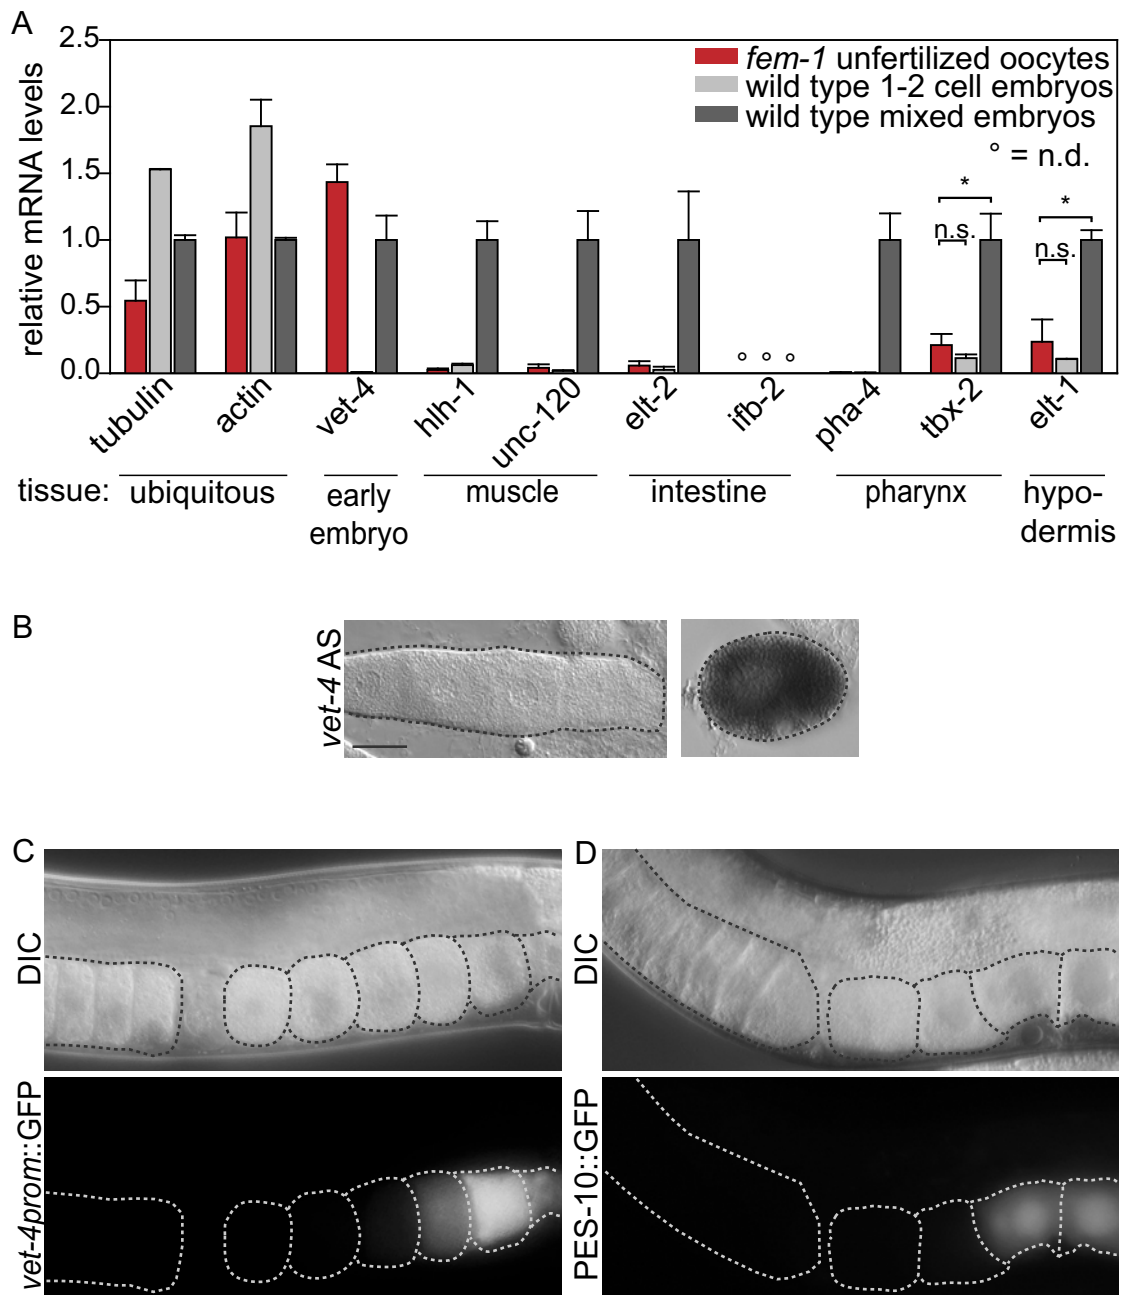 A
relative mRNA levels
2.5
2.0
1.5
1.0
0.5
0.0
fem-1 unfertilized oocytes
wild type 1-2 cell embryos
wild type mixed embryos
° = n.d.
*
n.s.
*
n.s.
° ° °
tubulin
actin
vet-4
hlh-1
unc-120
elt-2
ifb-2
pha-4
tbx-2
elt-1
tissue:
ubiquitous
early
embryo
muscle
intestine
pharynx
hypo-
dermis
B
vet-4 AS
C
DIC
vet-4prom::GFP
D
DIC
PES-10::GFP